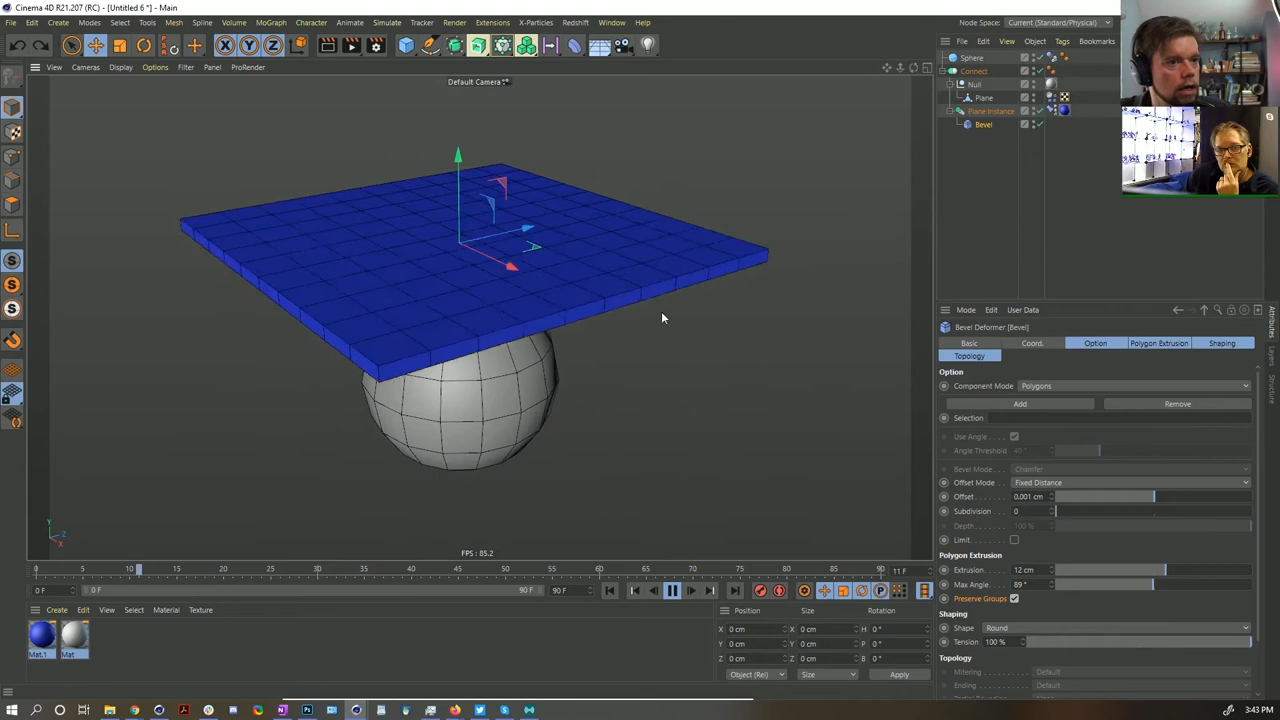 Cinema 4D R21.207 (RC) - [Untitled 6 *] - Main
File Edit Create Modes Select Tools Mesh Spline Volume MoGraph Character Animate Simulate Tracker Render Extensions X-Particles Redshift Window Help
Node Space: Current (Standard/Physical)
View Cameras Display Options Filter Panel ProRender
Default Camera
File Edit View Object Tags Bookmarks
Sphere
Connect
Null
Plane
Plane Instance
Bevel
Mode Edit User Data
Bevel Deformer [Bevel]
Basic Coord. Option Polygon Extrusion Shaping
Topology
Option
Component Mode Polygons
Add Remove
Selection
Use Angle
Angle Threshold 40 °
Bevel Mode Chamfer
Offset Mode Fixed Distance
Offset 0.001 cm
Subdivision 0
Depth 100 %
Limit
Polygon Extrusion
Extrusion 12 cm
Max Angle 89 °
Preserve Groups
Shaping
Shape Round
Tension 100 %
Topology
Mitering Default
Ending Default
Attributes
Layers
Structure
FPS : 85.2
0 5 10 15 20 25 30 35 40 45 50 55 60 65 70 75 80 85 90 11 F
0 F 0 F 90 F 90 F
Create Edit View Select Material Texture
Mat.1 Mat
Position Size Rotation
X 0 cm X 0 cm H 0 °
Y 0 cm Y 0 cm P 0 °
Z 0 cm Z 0 cm B 0 °
Object (Rel) Size Apply
3:43 PM